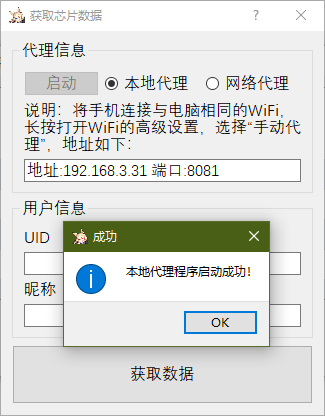 获取芯片数据
代理信息
启动 本地代理 网络代理
说明：将手机连接与电脑相同的WiFi，
长按打开WiFi的高级设置，选择“手动代
理”，地址如下：
地址:192.168.3.31 端口:8081
用户信息
UID
成功
本地代理程序启动成功!
OK
昵称
获取数据